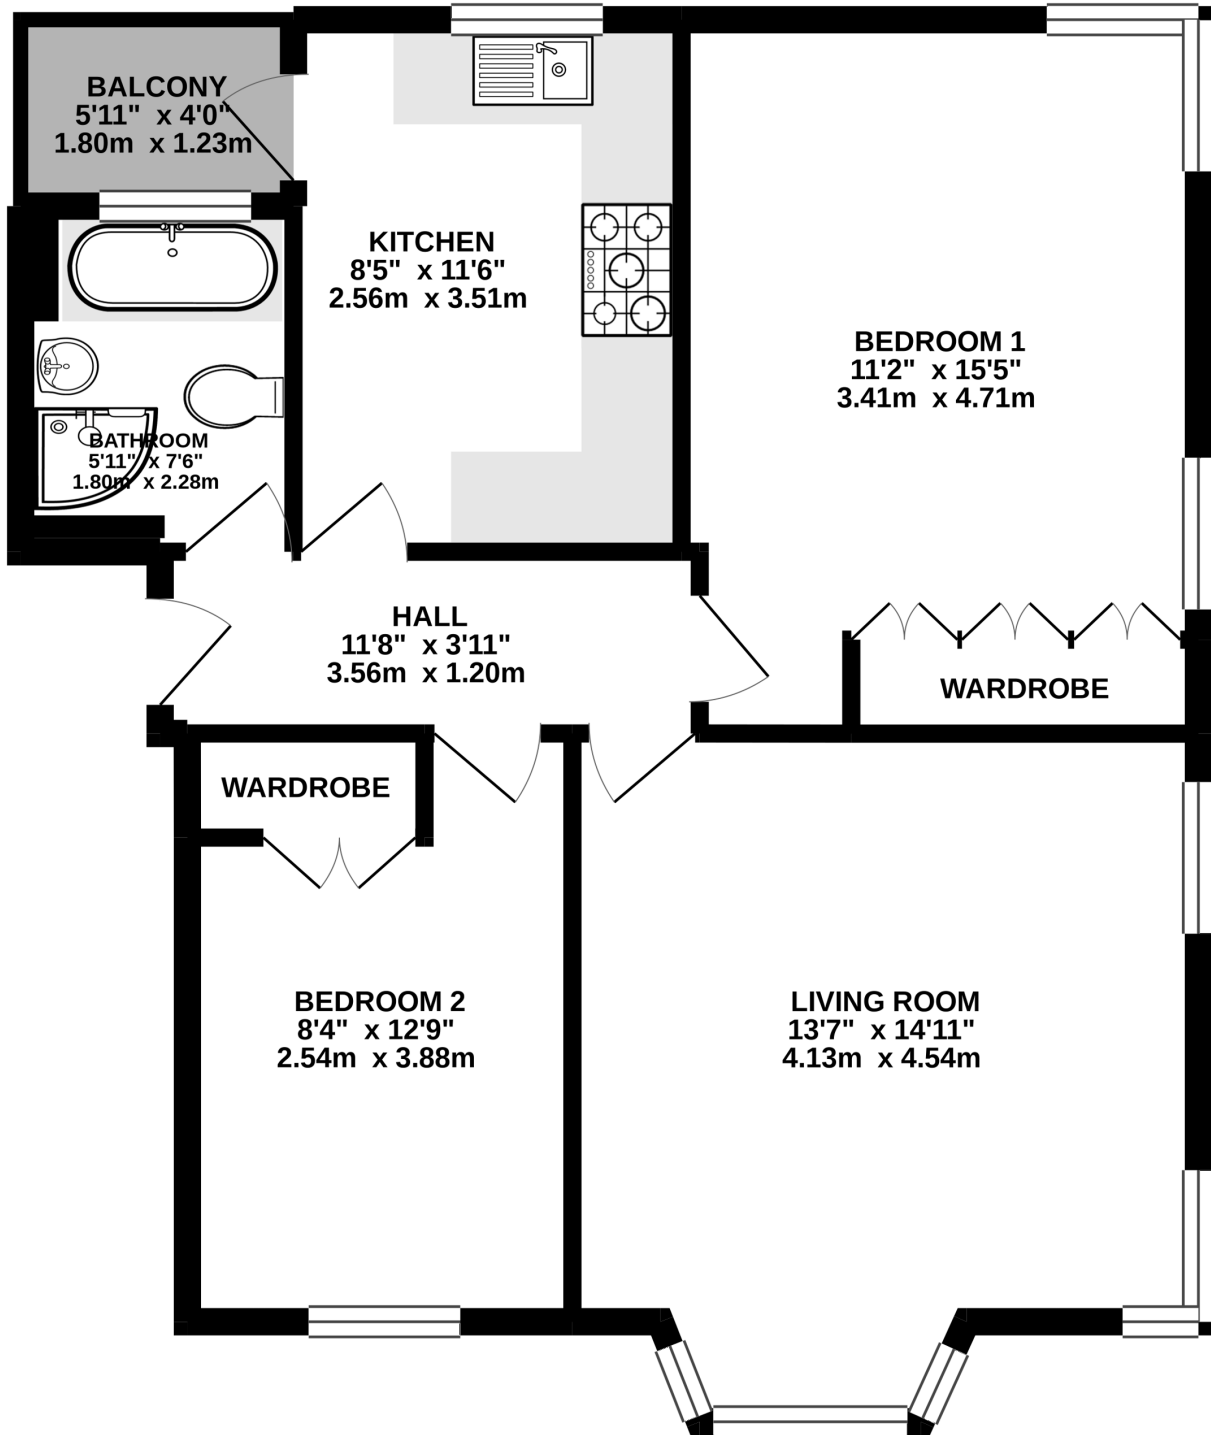 BALCONY
5'11" x 4'0"
1.80m x 1.23m
KITCHEN
8'5" x 11'6"
2.56m x 3.51m
BEDROOM 1
11'2" x 15'5"
3.41m x 4.71m
BATHROOM
5'11" x 7'6"
1.80m x 2.28m
HALL
11'8" x 3'11"
3.56m x 1.20m
WARDROBE
WARDROBE
BEDROOM 2
8'4" x 12'9"
2.54m x 3.88m
LIVING ROOM
13'7" x 14'11"
4.13m x 4.54m